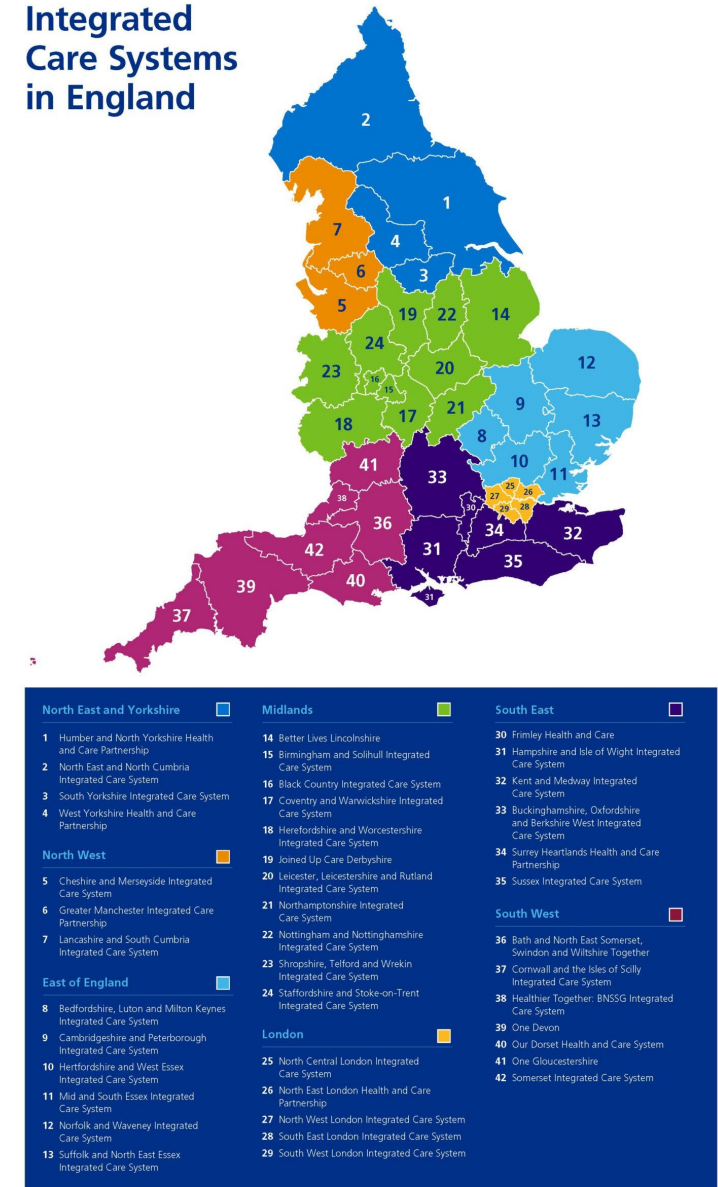 Integrated
Care Systems
in England
2
1
7
4
6
3
5
19
22
14
24
12
23
16
15
20
9
13
18
17
21
8
10
11
41
33
25
27
26
38
30
29
28
36
34
32
42
31
35
39
40
31
37
North East and Yorkshire
1 Humber and North Yorkshire Health
and Care Partnership
2 North East and North Cumbria
Integrated Care System
3 South Yorkshire Integrated Care System
4 West Yorkshire Health and Care
Partnership
North West
5 Cheshire and Merseyside Integrated
Care System
6 Greater Manchester Integrated Care
Partnership
7 Lancashire and South Cumbria
Integrated Care System
East of England
8 Bedfordshire, Luton and Milton Keynes
Integrated Care System
9 Cambridgeshire and Peterborough
Integrated Care System
10 Hertfordshire and West Essex
Integrated Care System
11 Mid and South Essex Integrated
Care System
12 Norfolk and Waveney Integrated
Care System
13 Suffolk and North East Essex
Integrated Care System
Midlands
14 Better Lives Lincolnshire
15 Birmingham and Solihull Integrated
Care System
16 Black Country Integrated Care System
17 Coventry and Warwickshire Integrated
Care System
18 Herefordshire and Worcestershire
Integrated Care System
19 Joined Up Care Derbyshire
20 Leicester, Leicestershire and Rutland
Integrated Care System
21 Northamptonshire Integrated
Care System
22 Nottingham and Nottinghamshire
Integrated Care System
23 Shropshire, Telford and Wrekin
Integrated Care System
24 Staffordshire and Stoke-on-Trent
Integrated Care System
London
25 North Central London Integrated
Care System
26 North East London Health and Care
Partnership
27 North West London Integrated Care System
28 South East London Integrated Care System
29 South West London Integrated Care System
South East
30 Frimley Health and Care
31 Hampshire and Isle of Wight Integrated
Care System
32 Kent and Medway Integrated
Care System
33 Buckinghamshire, Oxfordshire
and Berkshire West Integrated
Care System
34 Surrey Heartlands Health and Care
Partnership
35 Sussex Integrated Care System
South West
36 Bath and North East Somerset,
Swindon and Wiltshire Together
37 Cornwall and the Isles of Scilly
Integrated Care System
38 Healthier Together: BNSSG Integrated
Care System
39 One Devon
40 Our Dorset Health and Care System
41 One Gloucestershire
42 Somerset Integrated Care System